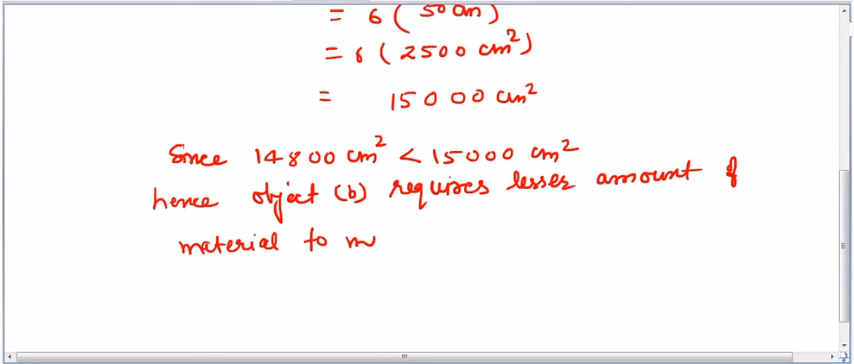 = 6 ( 50 cm )
= 6 ( 2500 cm² )
= 15000 cm²
Since 14800 cm² < 15000 cm²
hence object (b) requires lesser amount of
material to m